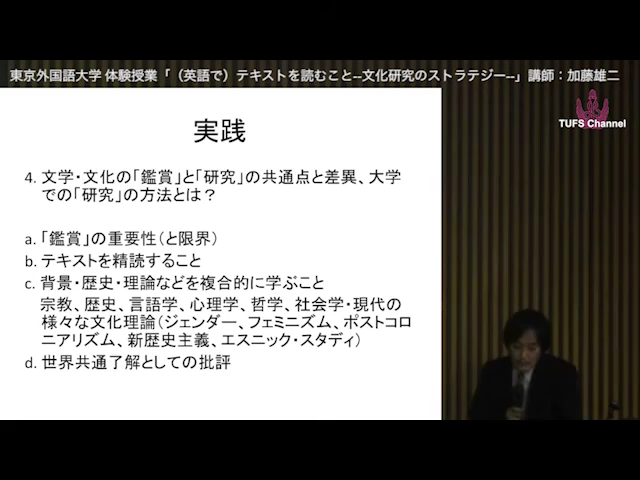 東京外国語大学 体験授業「（英語で）テキストを読むこと--文化研究のストラテジー--」講師：加藤雄二
TUFS Channel
実践
4. 文学・文化の「鑑賞」と「研究」の共通点と差異、大学
での「研究」の方法とは？
a. 「鑑賞」の重要性（と限界）
b. テキストを精読すること
c. 背景・歴史・理論などを複合的に学ぶこと
宗教、歴史、言語学、心理学、哲学、社会学・現代の
様々な文化理論（ジェンダー、フェミニズム、ポストコロ
ニアリズム、新歴史主義、エスニック・スタディ）
d. 世界共通了解としての批評